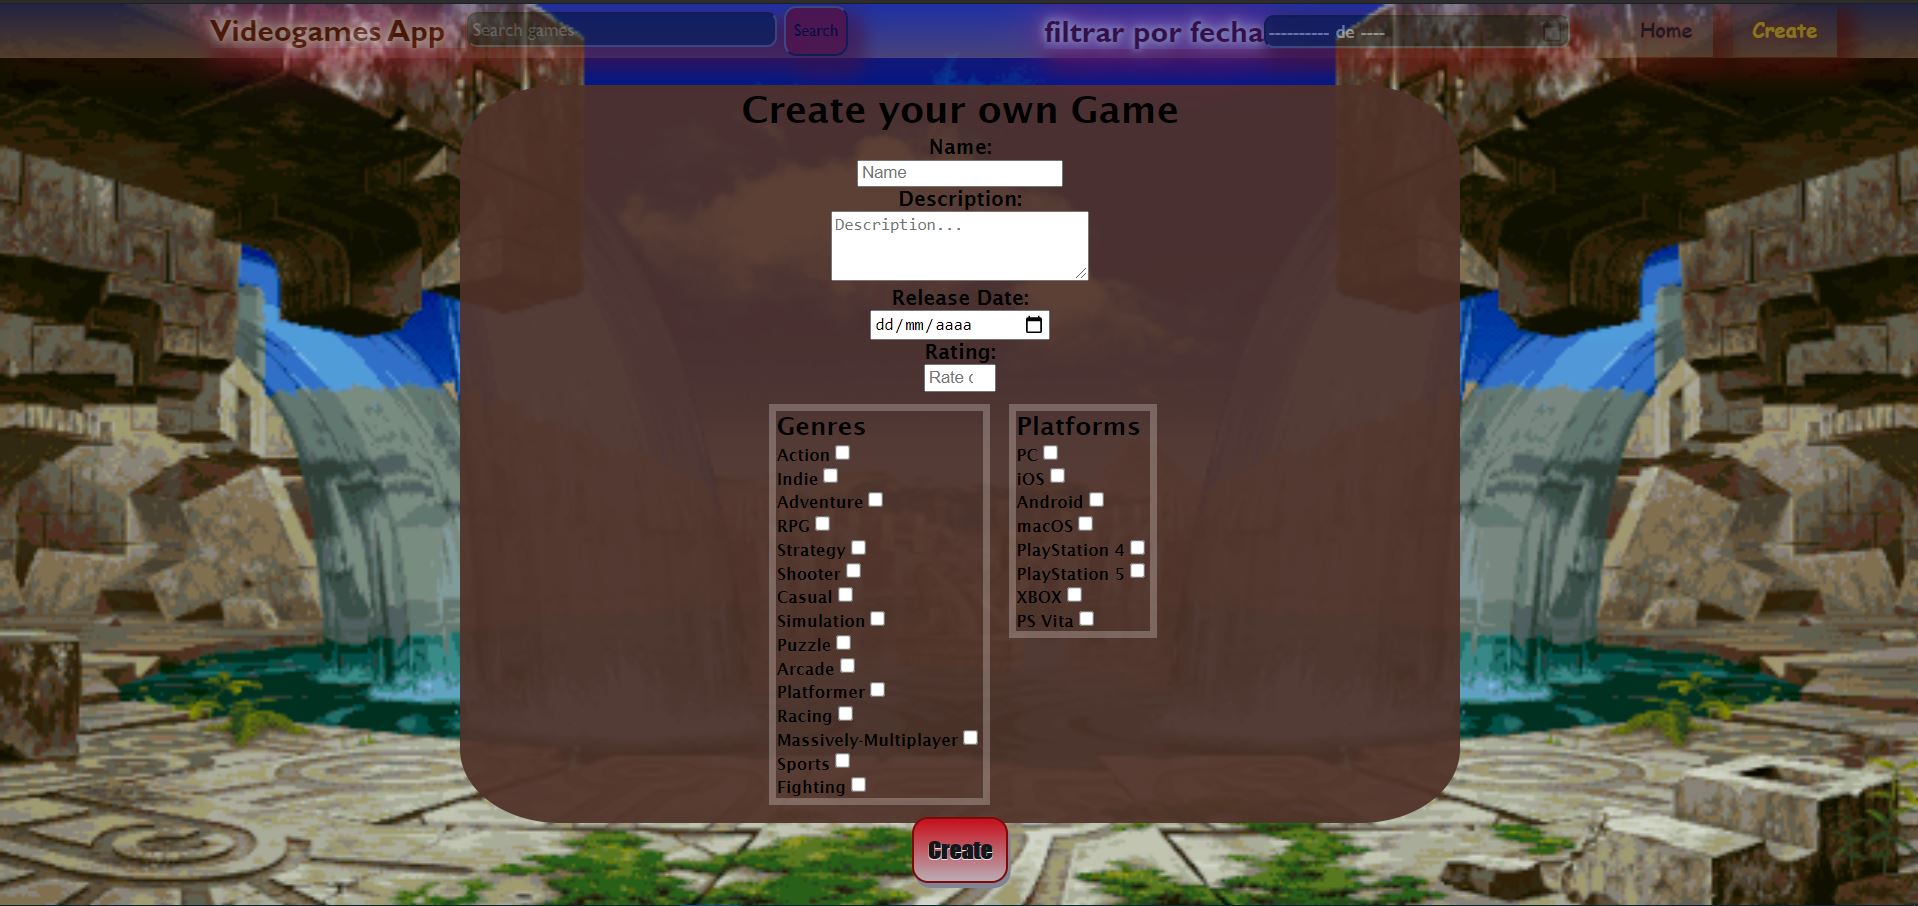 Videogames App
Search games
Search
filtrar por fecha
---------- de ----
Home
Create
Create your own Game
Name:
Name
Description:
Description...
Release Date:
dd/mm/aaaa
Rating:
Rate
Genres
Action
Indie
Adventure
RPG
Strategy
Shooter
Casual
Simulation
Puzzle
Arcade
Platformer
Racing
Massively-Multiplayer
Sports
Fighting
Platforms
PC
iOS
Android
macOS
PlayStation 4
PlayStation 5
XBOX
PS Vita
Create